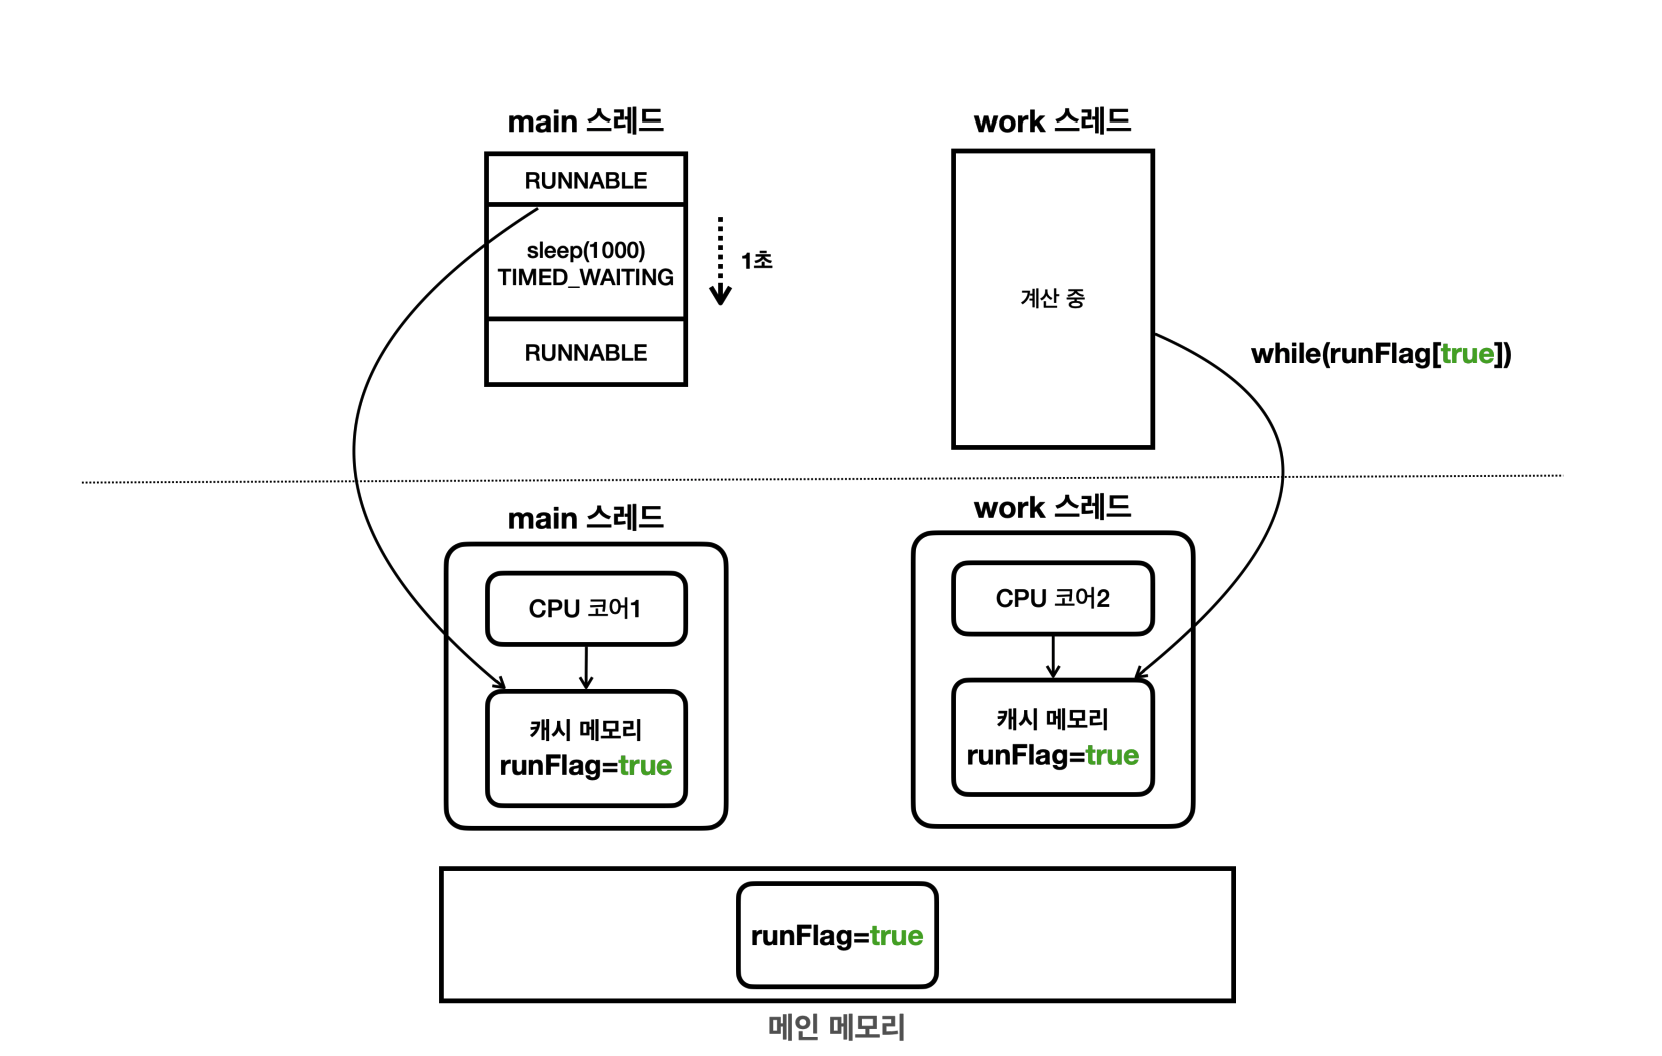 main 스레드
work 스레드
RUNNABLE
sleep(1000)
TIMED_WAITING
1초
RUNNABLE
계산 중
while(runFlag[true])
main 스레드
work 스레드
CPU 코어1
CPU 코어2
캐시 메모리
runFlag=true
캐시 메모리
runFlag=true
runFlag=true
메인 메모리